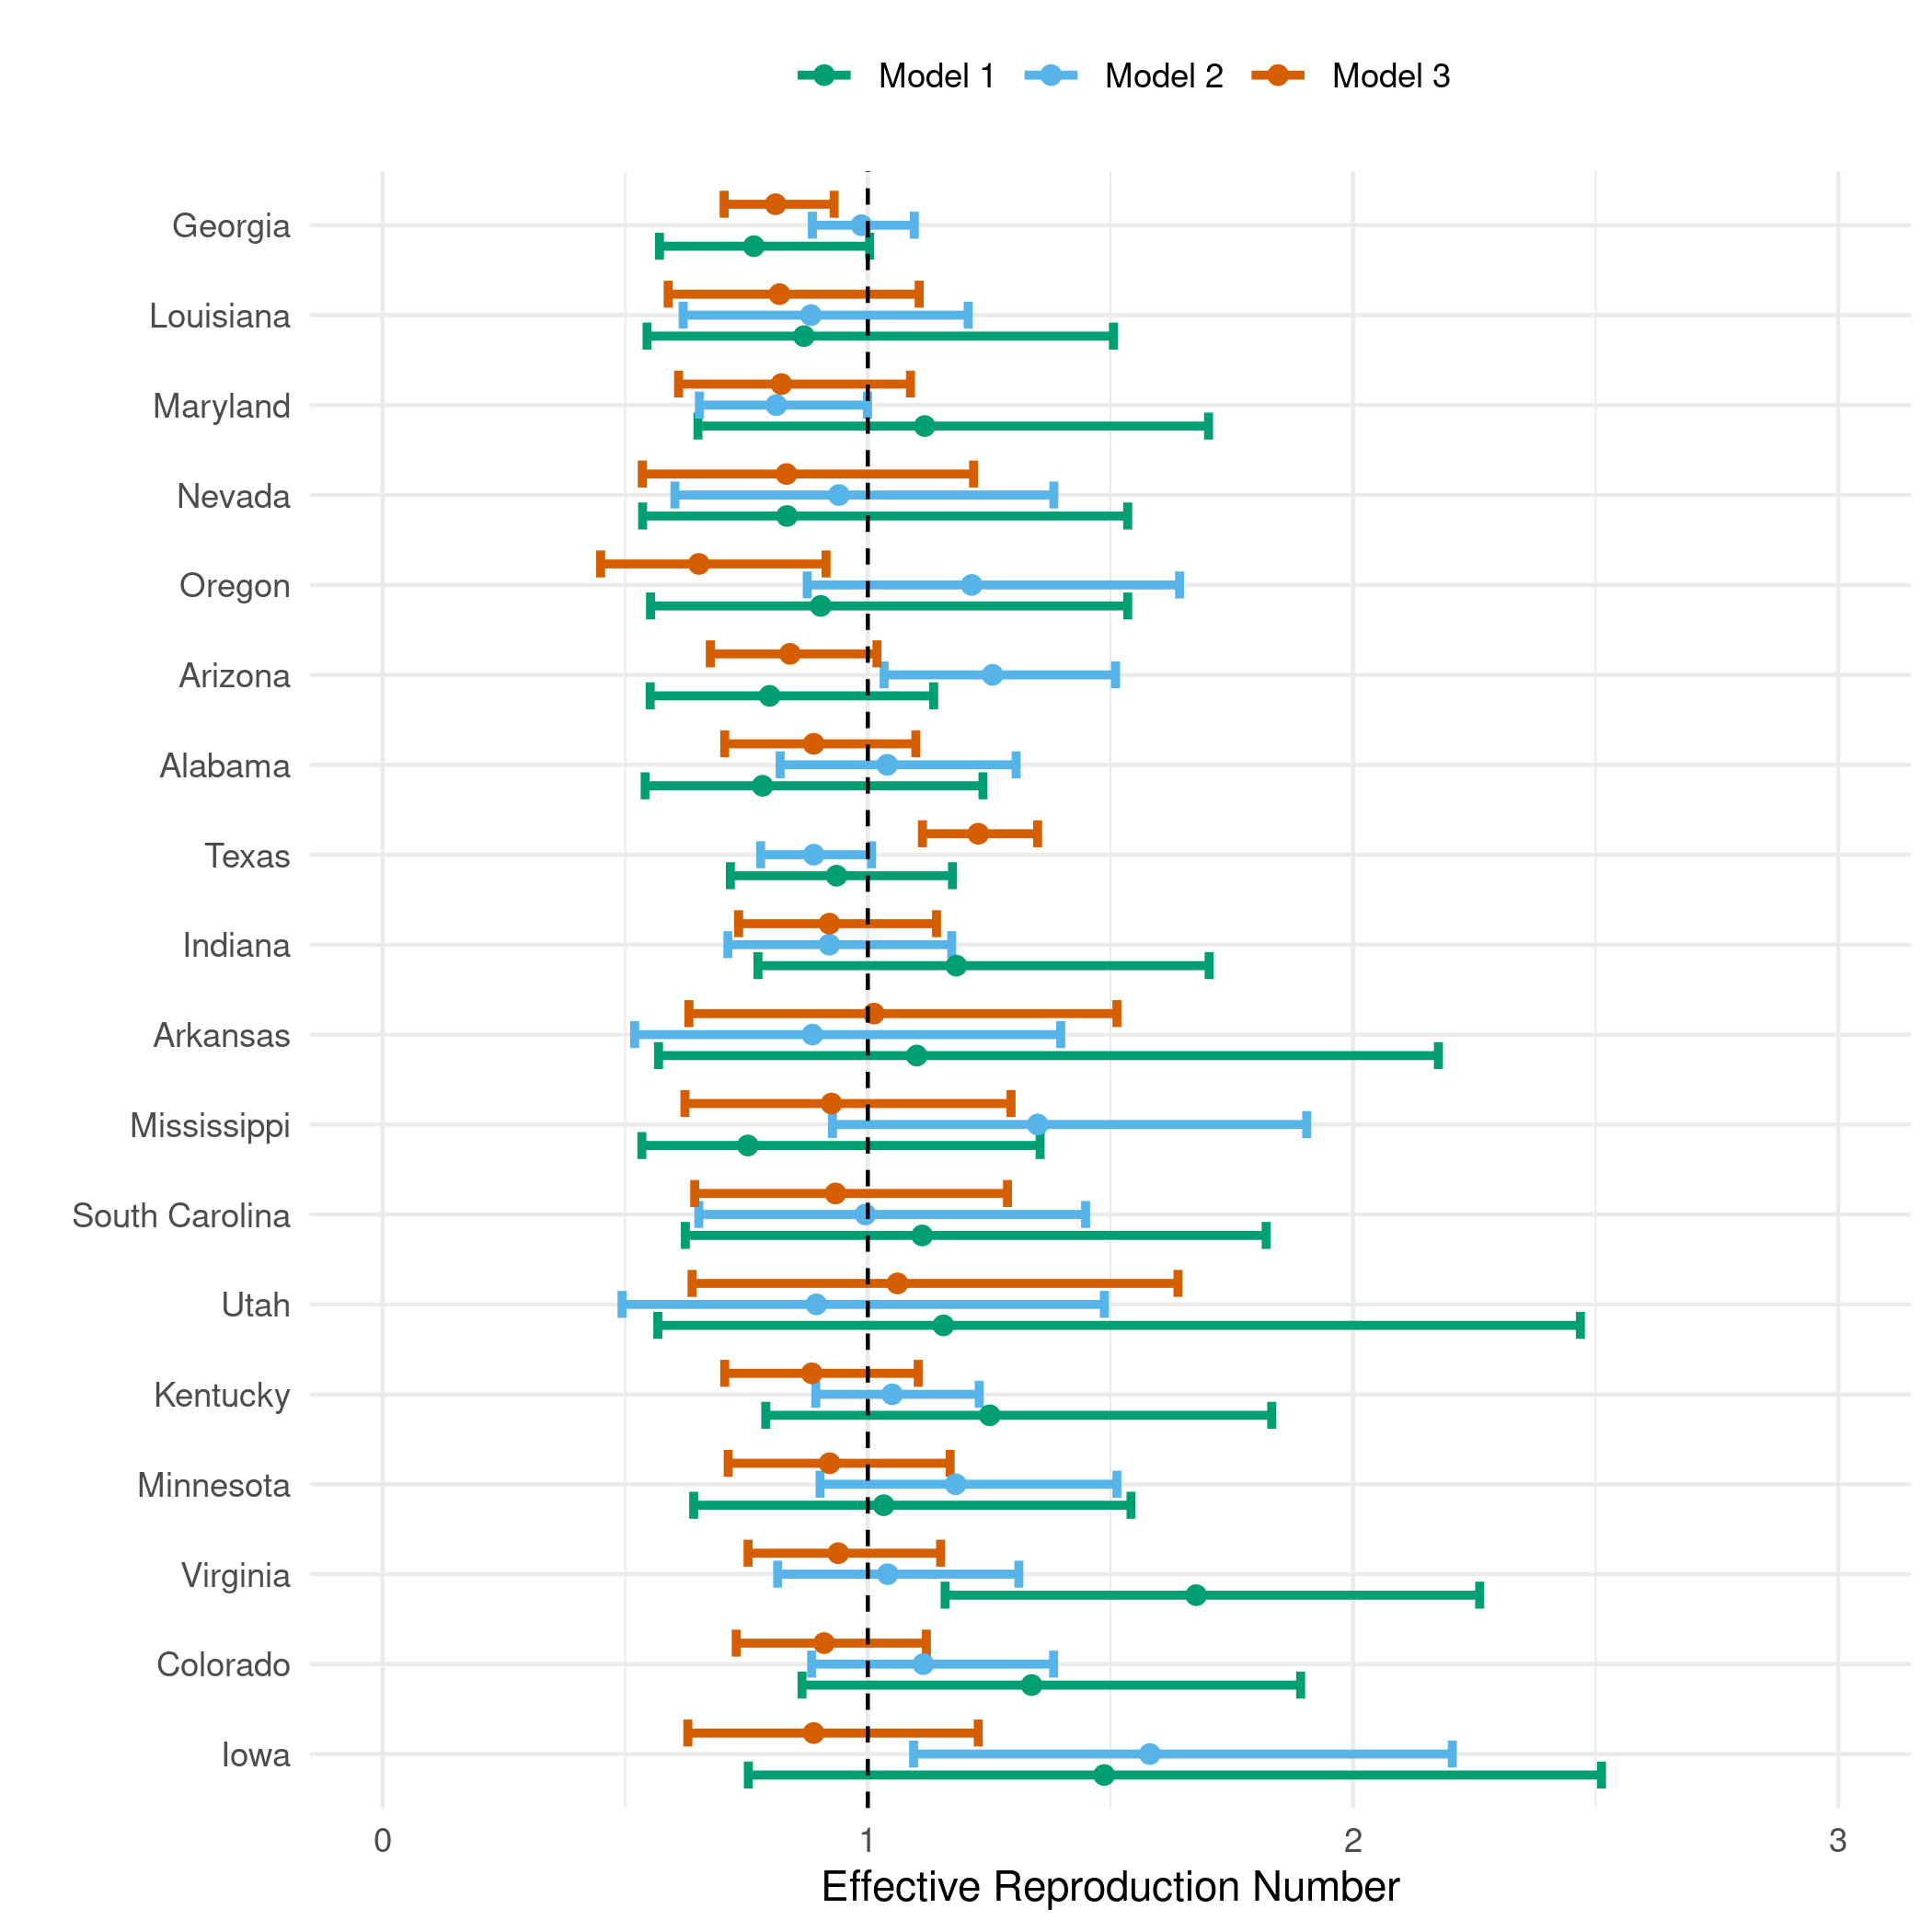 Model 1 Model 2 Model 3
Georgia
Louisiana
Maryland
Nevada
Oregon
Arizona
Alabama
Texas
Indiana
Arkansas
Mississippi
South Carolina
Utah
Kentucky
Minnesota
Virginia
Colorado
Iowa
0 1 2 3
Effective Reproduction Number